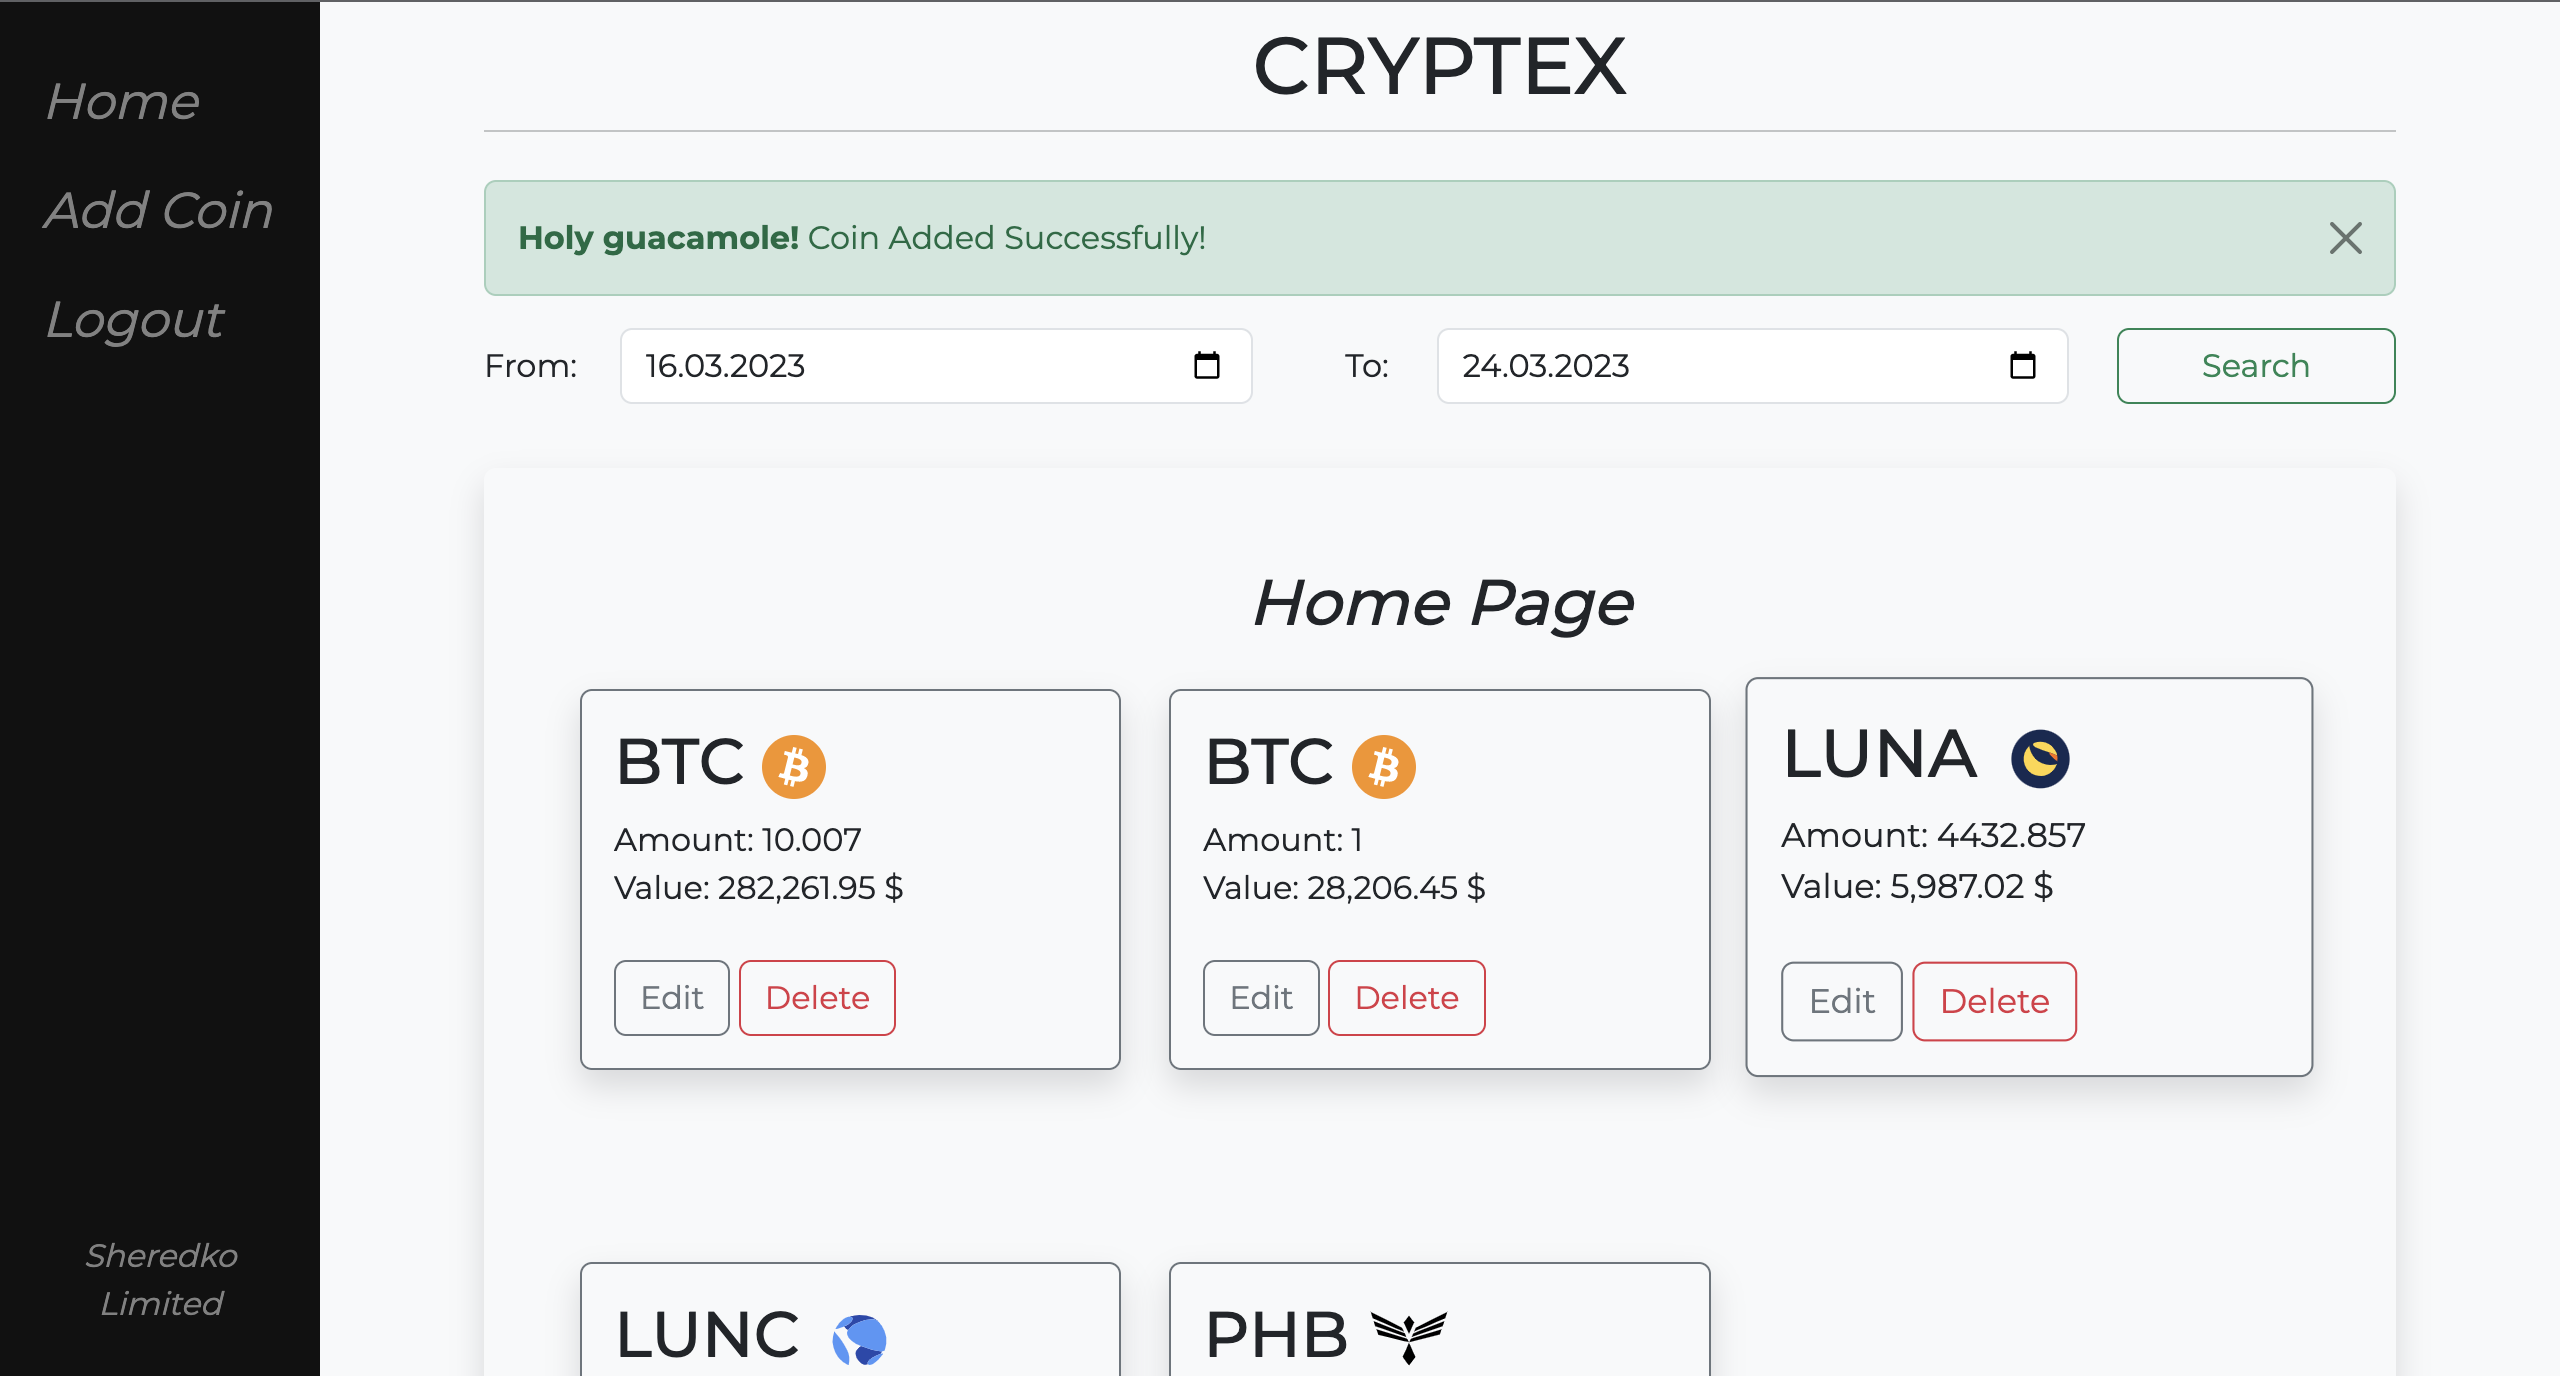 Home
Add Coin
Logout
Sheredko
Limited
CRYPTEX
Holy guacamole! Coin Added Successfully!
From: 16.03.2023 To: 24.03.2023 Search
Home Page
BTC
Amount: 10.007
Value: 282,261.95 $
Edit Delete
BTC
Amount: 1
Value: 28,206.45 $
Edit Delete
LUNA
Amount: 4432.857
Value: 5,987.02 $
Edit Delete
LUNC
PHB